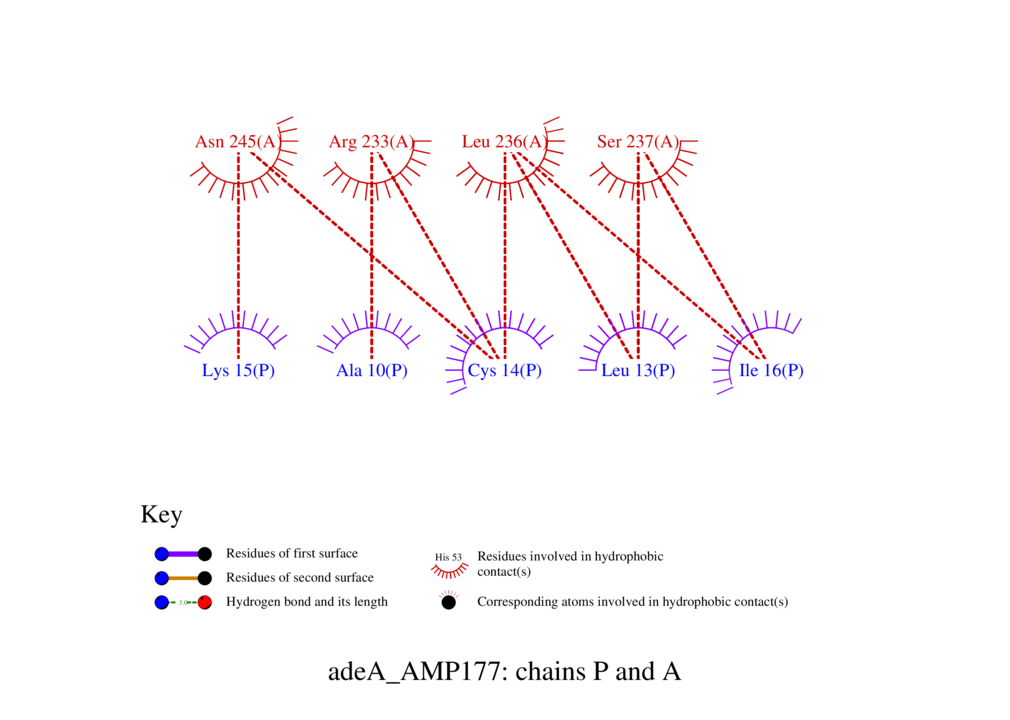 Asn 245(A) Arg 233(A) Leu 236(A) Ser 237(A)
Lys 15(P) Ala 10(P) Cys 14(P) Leu 13(P) Ile 16(P)
Key
Residues of first surface
Residues of second surface
3.0
Hydrogen bond and its length
His 53
Residues involved in hydrophobic
contact(s)
Corresponding atoms involved in hydrophobic contact(s)
adeA_AMP177: chains P and A